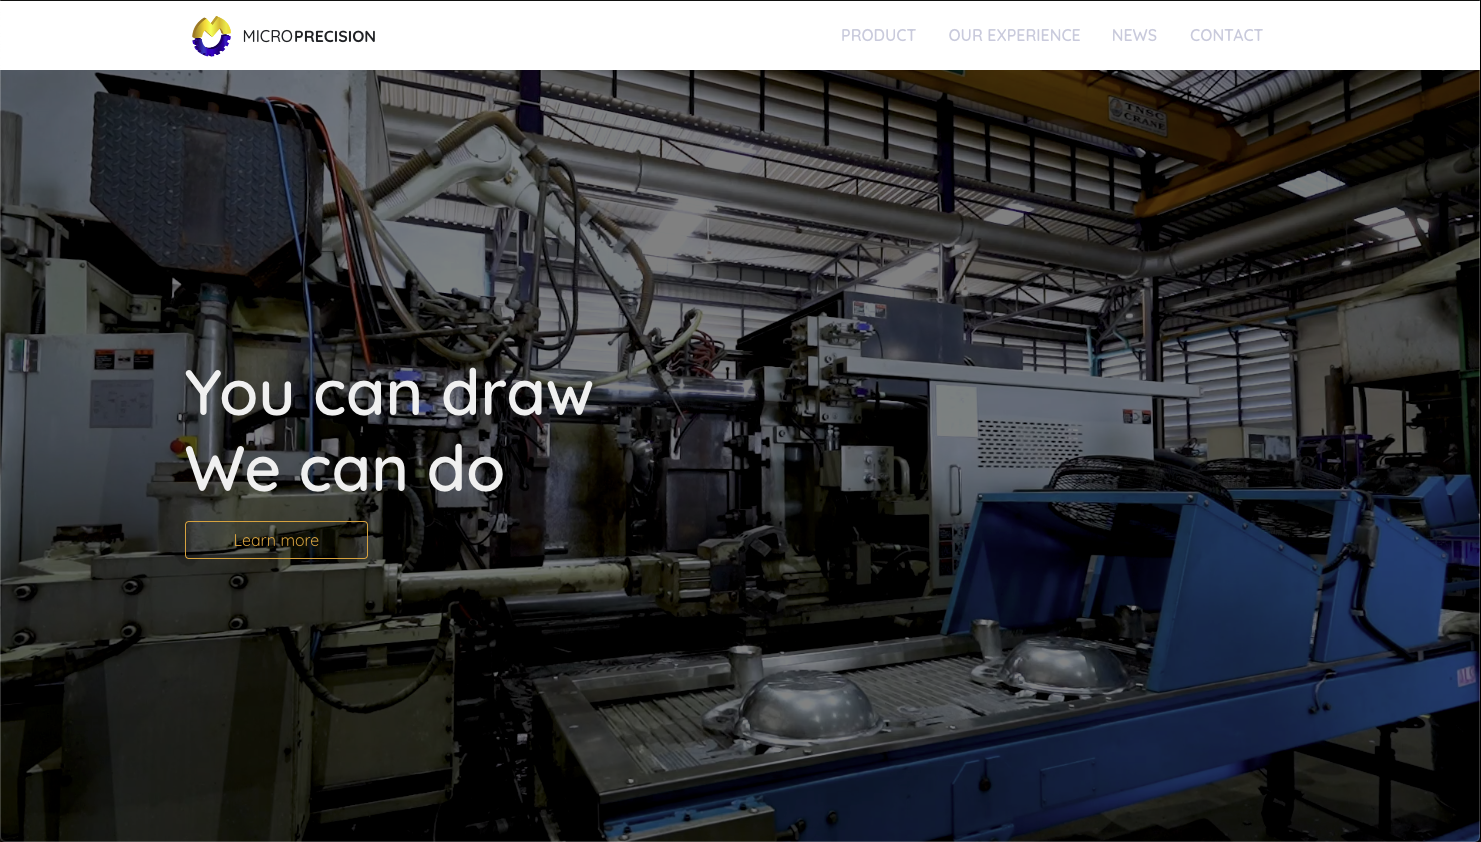 MICROPRECISION
PRODUCT
OUR EXPERIENCE
NEWS
CONTACT
TNSC
CRANE
You can draw
We can do
Learn more